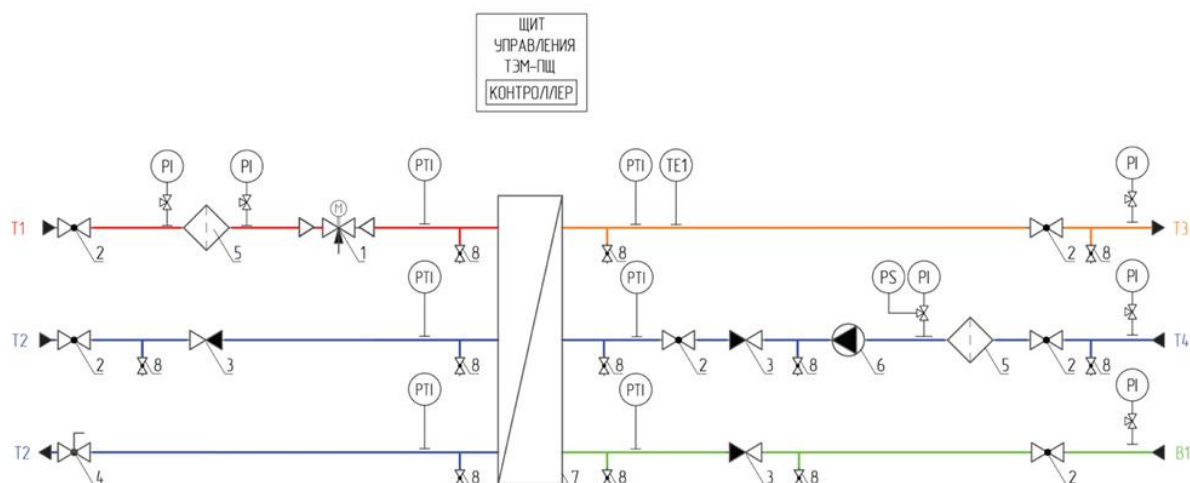 ЩИТ
УПРАВЛЕНИЯ
ТЭМ-ПЩ
КОНТРОЛЛЕР
PI PI PTI PTI TE1 PI
T1 2 5 M 1 8 8 2 8 T3
PTI PTI PS PI PI
T2 2 8 3 8 8 2 3 8 6 5 2 8 T4
PTI PTI PI
T2 4 8 7 8 3 8 2 B1